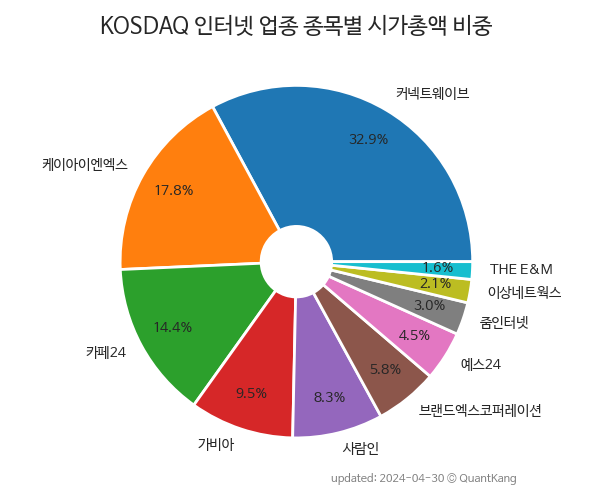 KOSDAQ 인터넷 업종 종목별 시가총액 비중
커넥트웨이브
32.9%
케이아이엔엑스
17.8%
카페24
14.4%
가비아
9.5%
사람인
8.3%
브랜드엑스코퍼레이션
5.8%
예스24
4.5%
줌인터넷
3.0%
이상네트웍스
2.1%
THE E&M
1.6%
updated: 2024-04-30 © QuantKang